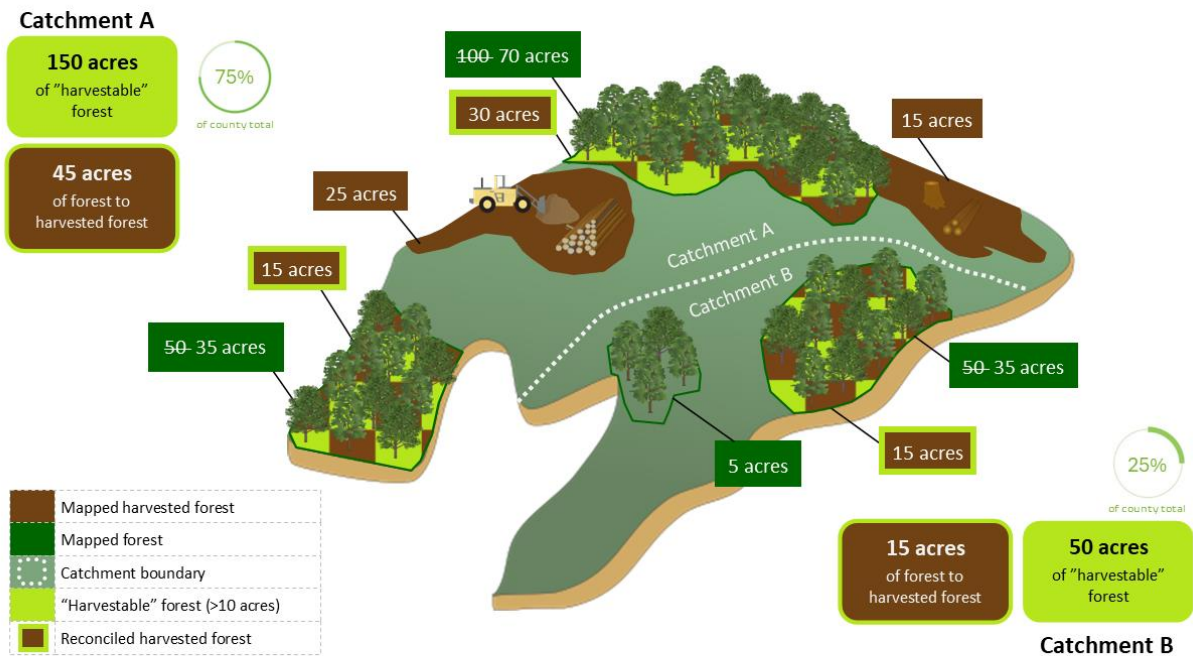 Catchment A
150 acres
of ”harvestable”
forest
75%
of county total
45 acres
of forest to
harvested forest
100 70 acres
30 acres
15 acres
25 acres
15 acres
50 35 acres
Catchment A
Catchment B
50 35 acres
15 acres
5 acres
25%
of county total
15 acres
of forest to
harvested forest
50 acres
of ”harvestable”
forest
Catchment B
Mapped harvested forest
Mapped forest
Catchment boundary
“Harvestable” forest (>10 acres)
Reconciled harvested forest